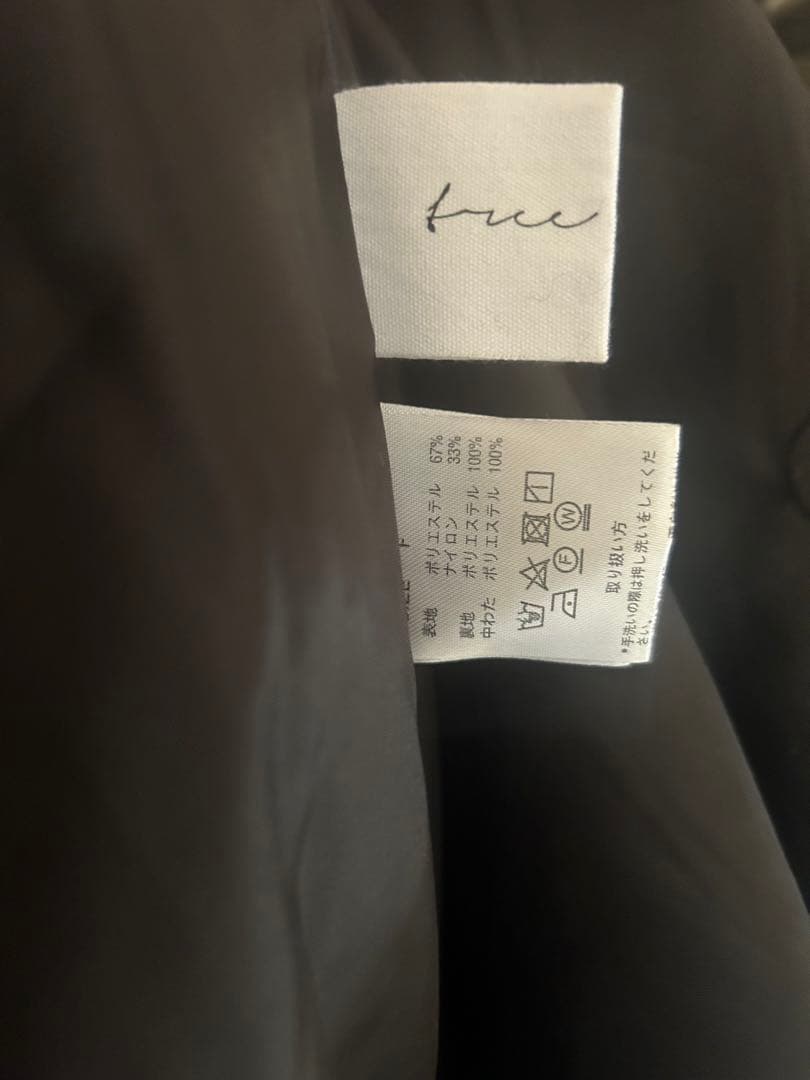 free
表地 ポリエステル 67%
ナイロン 33%
裏地 ポリエステル 100%
中わた ポリエステル 100%
F W
取り扱い方
*手洗いの際は押し洗いをしてくだ
さい。